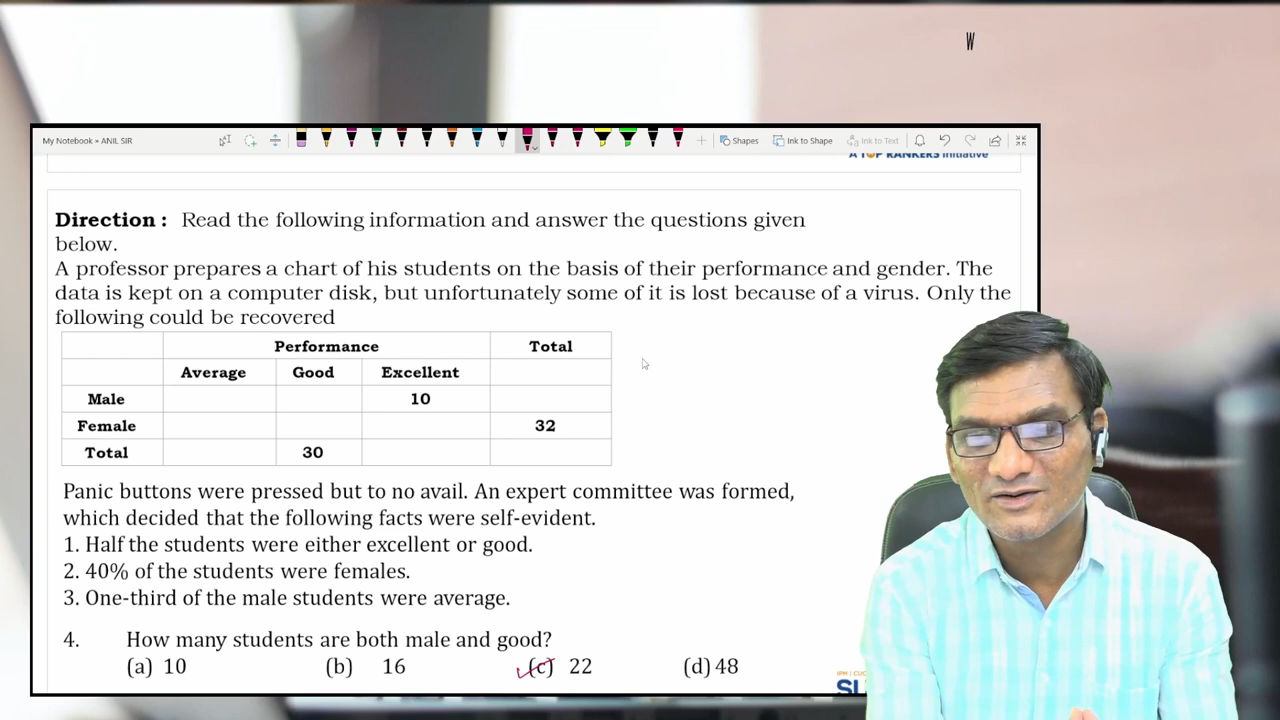 W
My Notebook » ANIL SIR
Shapes Ink to Shape Ink to Text
A TOP RANKERS Initiative
Direction : Read the following information and answer the questions given
below.
A professor prepares a chart of his students on the basis of their performance and gender. The
data is kept on a computer disk, but unfortunately some of it is lost because of a virus. Only the
following could be recovered
Performance Total
Average Good Excellent
Male 10
Female 32
Total 30
Panic buttons were pressed but to no avail. An expert committee was formed,
which decided that the following facts were self-evident.
1. Half the students were either excellent or good.
2. 40% of the students were females.
3. One-third of the male students were average.
4. How many students are both male and good?
(a) 10 (b) 16 (c) 22 (d) 48